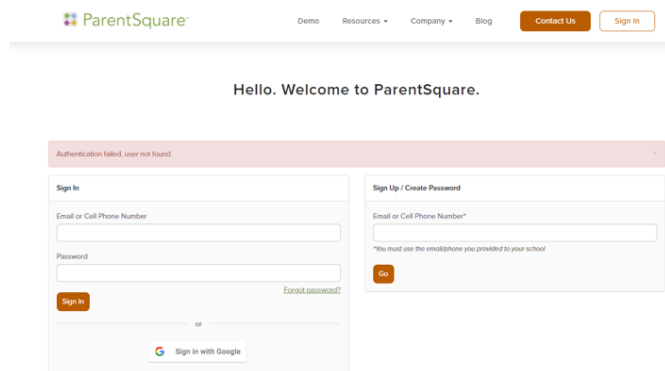 ParentSquare
Demo
Resources
Company
Blog
Contact Us
Sign In
Hello. Welcome to ParentSquare.
Authentication failed, user not found.
×
Sign In
Email or Cell Phone Number
Password
Forgot password?
Sign In
or
Sign in with Google
Sign Up / Create Password
Email or Cell Phone Number*
*You must use the email/phone you provided to your school
Go